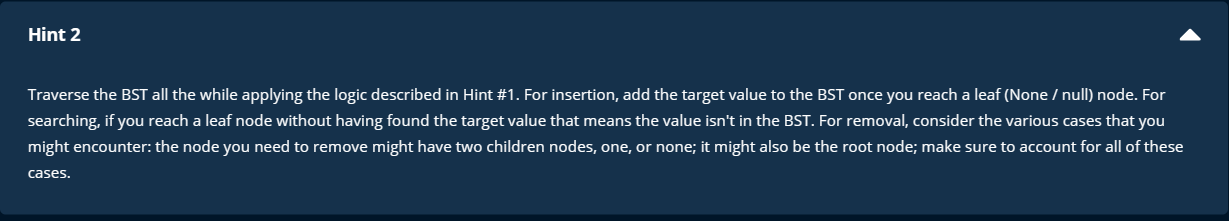 Hint 2
Traverse the BST all the while applying the logic described in Hint #1. For insertion, add the target value to the BST once you reach a leaf (None / null) node. For
searching, if you reach a leaf node without having found the target value that means the value isn't in the BST. For removal, consider the various cases that you
might encounter: the node you need to remove might have two children nodes, one, or none; it might also be the root node; make sure to account for all of these
cases.